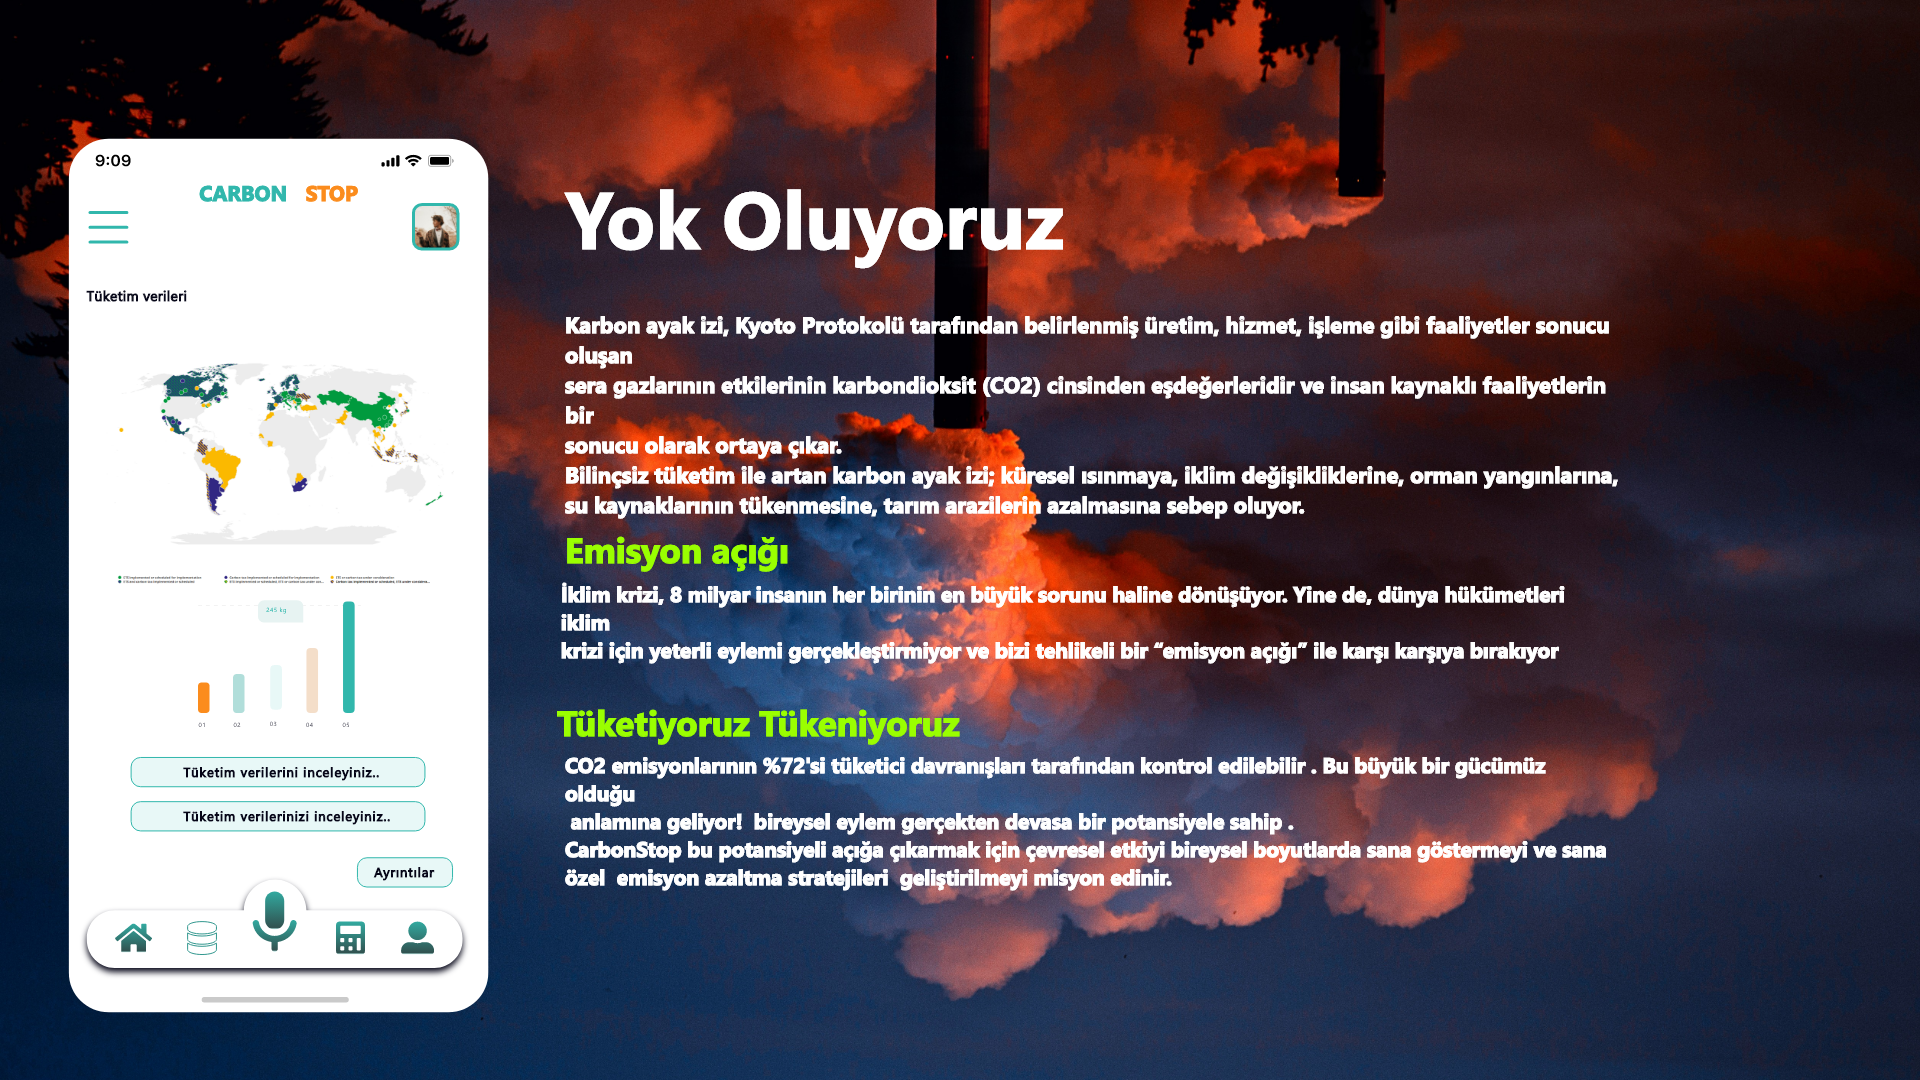 9:09
CARBON STOP
Tüketim verileri
245 kg
01 02 03 04 05
Tüketim verilerini inceleyiniz..
Tüketim verilerinizi inceleyiniz..
Ayrıntılar
Yok Oluyoruz
Karbon ayak izi, Kyoto Protokolü tarafından belirlenmiş üretim, hizmet, işleme gibi faaliyetler sonucu
oluşan
sera gazlarının etkilerinin karbondioksit (CO2) cinsinden eşdeğerleridir ve insan kaynaklı faaliyetlerin
bir
sonucu olarak ortaya çıkar.
Bilinçsiz tüketim ile artan karbon ayak izi; küresel ısınmaya, iklim değişikliklerine, orman yangınlarına,
su kaynaklarının tükenmesine, tarım arazilerin azalmasına sebep oluyor.
Emisyon açığı
İklim krizi, 8 milyar insanın her birinin en büyük sorunu haline dönüşüyor. Yine de, dünya hükümetleri
iklim
krizi için yeterli eylemi gerçekleştirmiyor ve bizi tehlikeli bir “emisyon açığı” ile karşı karşıya bırakıyor
Tüketiyoruz Tükeniyoruz
CO2 emisyonlarının %72'si tüketici davranışları tarafından kontrol edilebilir . Bu büyük bir gücümüz
olduğu
anlamına geliyor! bireysel eylem gerçekten devasa bir potansiyele sahip .
CarbonStop bu potansiyeli açığa çıkarmak için çevresel etkiyi bireysel boyutlarda sana göstermeyi ve sana
özel emisyon azaltma stratejileri geliştirilmeyi misyon edinir.